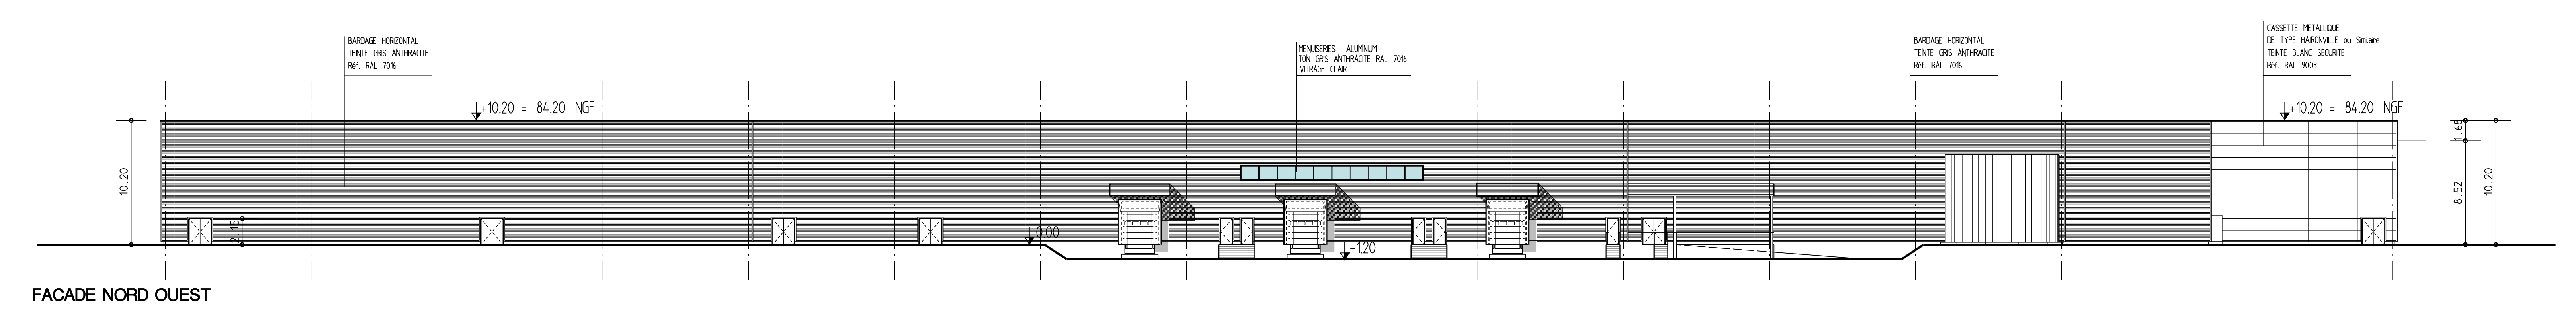 BARDAGE HORIZONTAL
TEINTE GRIS ANTHRACITE
Réf. RAL 7016
MENUISERIES ALUMINIUM
TON GRIS ANTHRACITE RAL 7016
VITRAGE CLAIR
BARDAGE HORIZONTAL
TEINTE GRIS ANTHRACITE
Réf. RAL 7016
CASSETTE METALLIQUE
DE TYPE HAIRONVILLE ou Similaire
TEINTE BLANC SECURITE
Réf. RAL 9003
+10.20 = 84.20 NGF
+10.20 = 84.20 NGF
10.20
2.15
0.00
-1.20
1.68
8.52
10.20
FACADE NORD OUEST